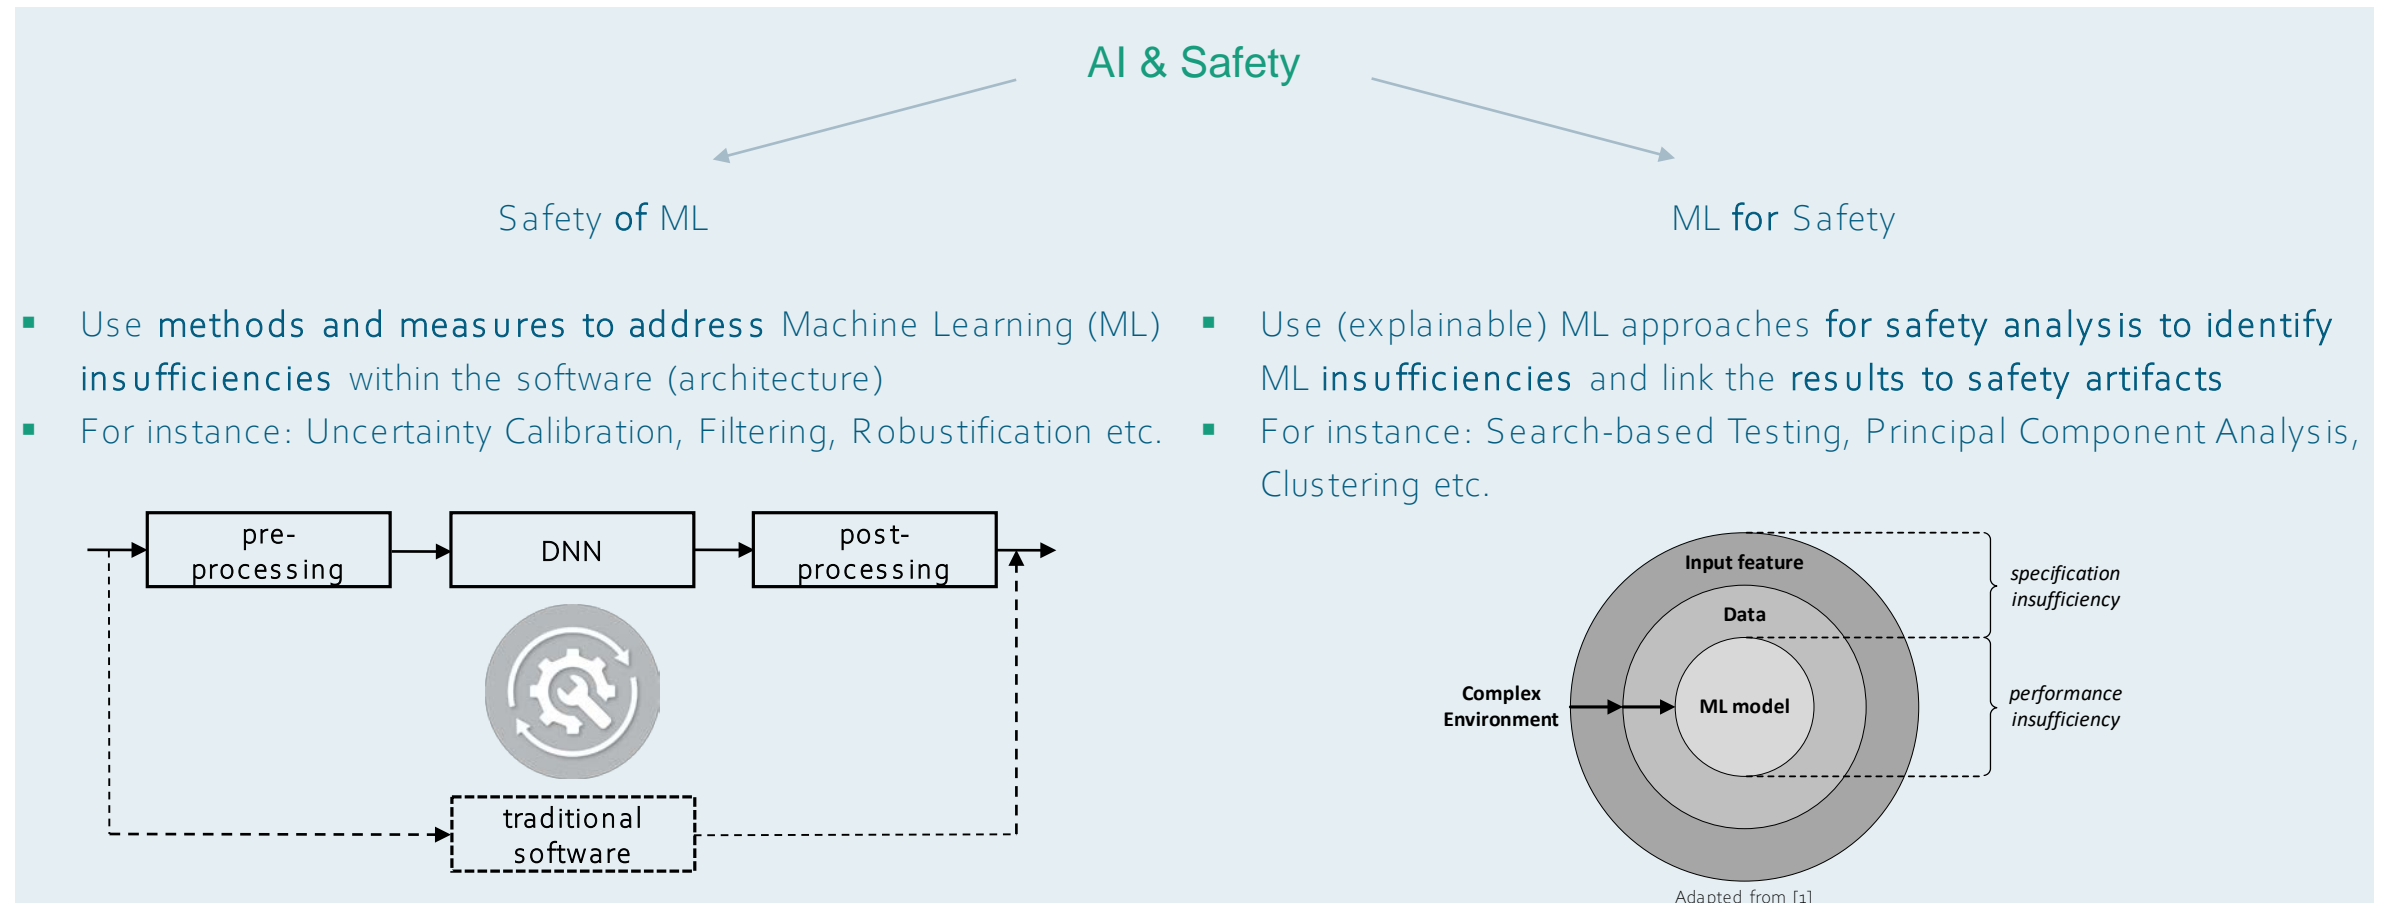 AI & Safety
Safety of ML
Use methods and measures to address Machine Learning (ML)
insufficiencies within the software (architecture)
For instance: Uncertainty Calibration, Filtering, Robustification etc.
pre-
processing
DNN
post-
processing
traditional
software
ML for Safety
Use (explainable) ML approaches for safety analysis to identify
ML insufficiencies and link the results to safety artifacts
For instance: Search-based Testing, Principal Component Analysis,
Clustering etc.
Input feature
Data
ML model
Complex
Environment
specification
insufficiency
performance
insufficiency
Adapted from [1]